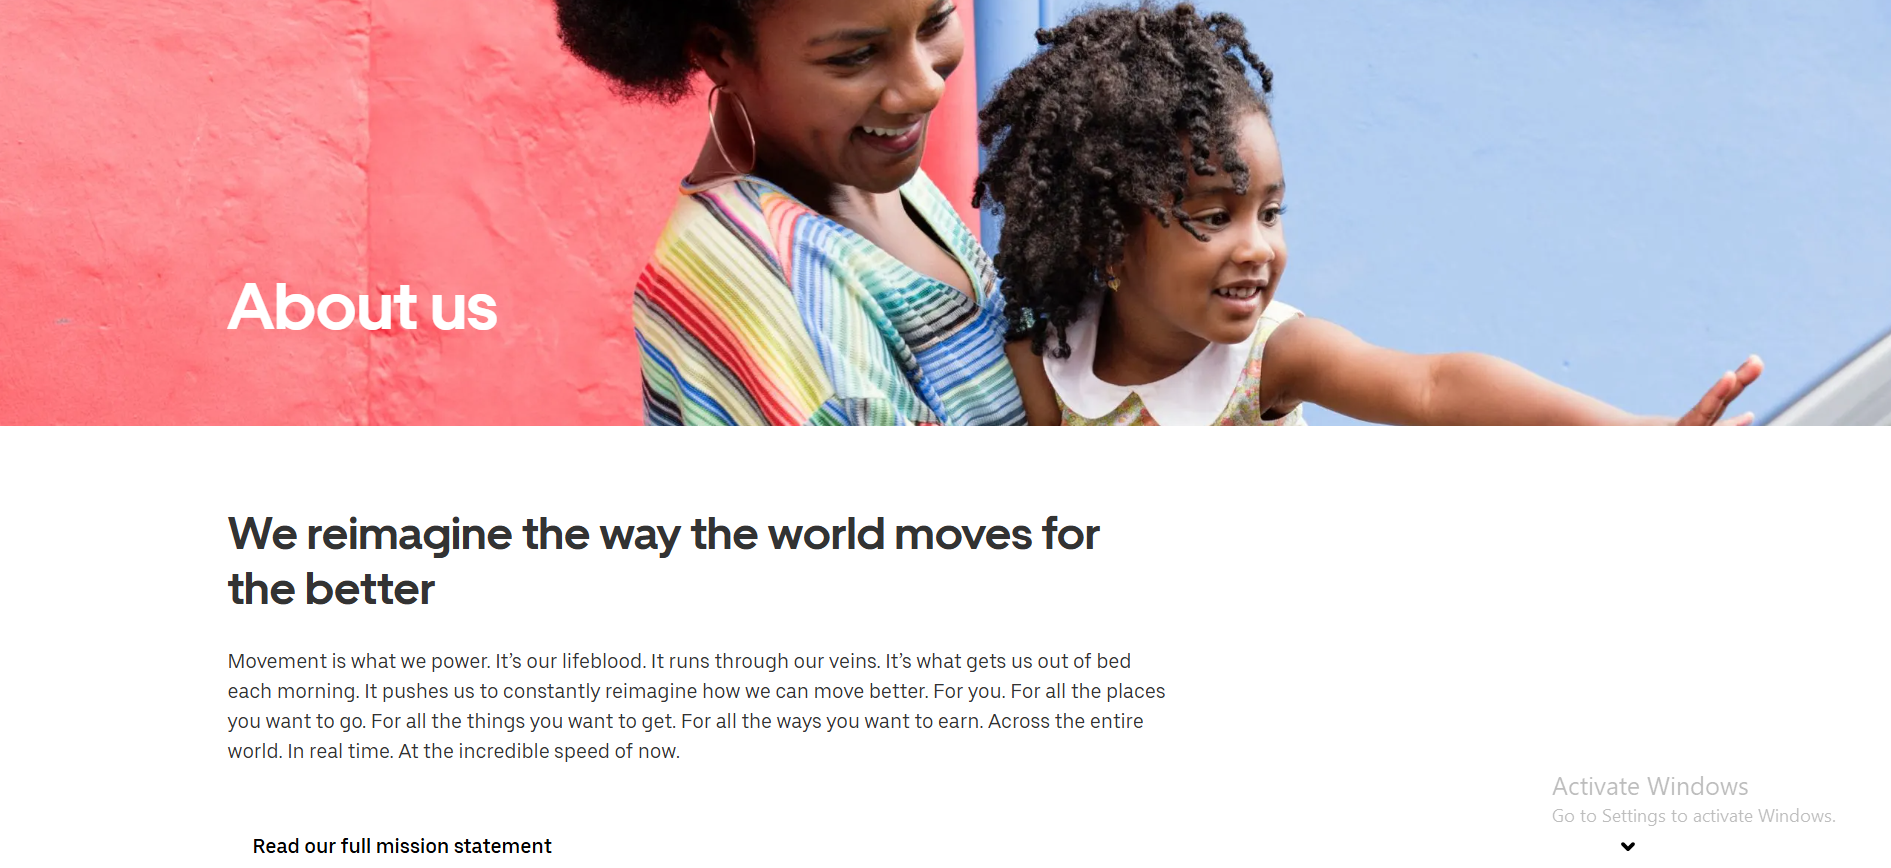 About us
We reimagine the way the world moves for
the better
Movement is what we power. It’s our lifeblood. It runs through our veins. It’s what gets us out of bed
each morning. It pushes us to constantly reimagine how we can move better. For you. For all the places
you want to go. For all the things you want to get. For all the ways you want to earn. Across the entire
world. In real time. At the incredible speed of now.
Activate Windows
Go to Settings to activate Windows.
Read our full mission statement